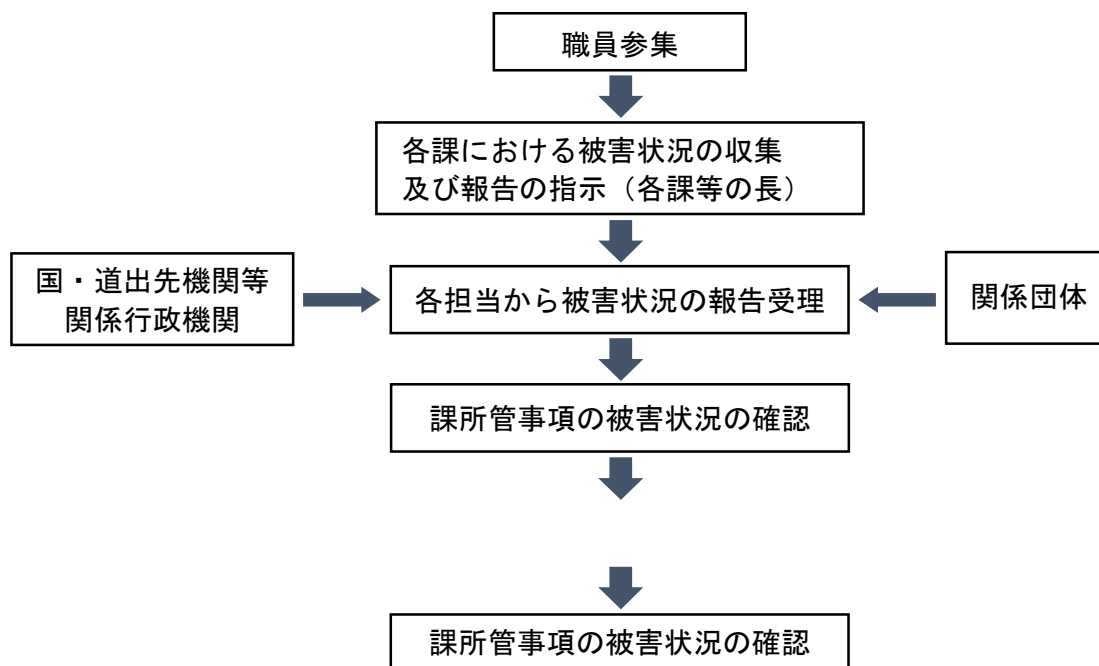 職員参集
各課における被害状況の収集
及び報告の指示（各課等の長）
国・道出先機関等
関係行政機関
各担当から被害状況の報告受理
関係団体
課所管事項の被害状況の確認
課所管事項の被害状況の確認